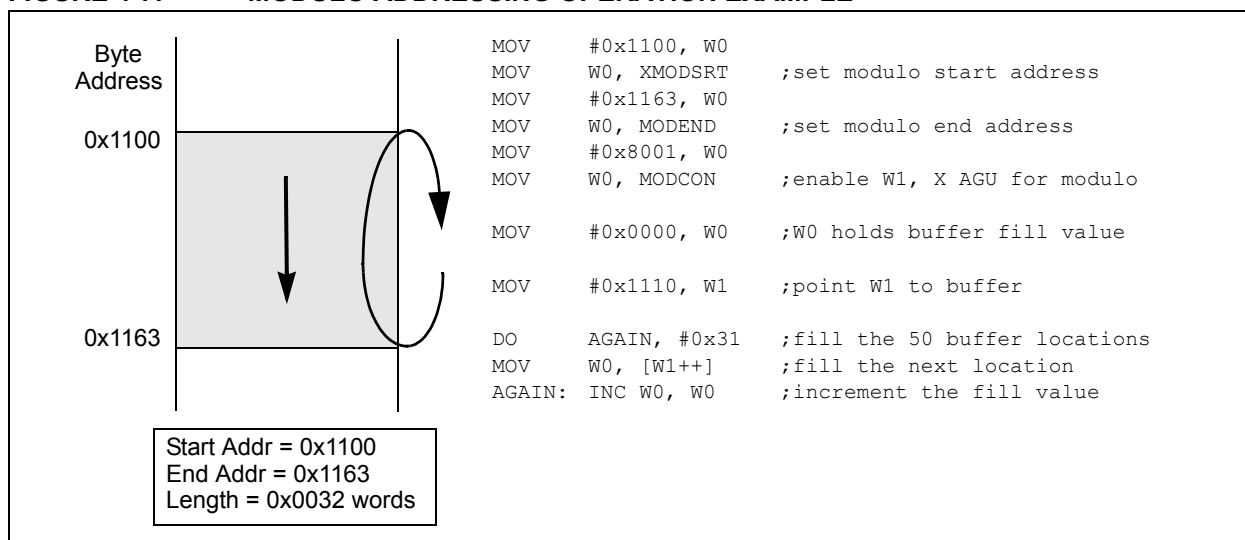 Byte
Address
0x1100
0x1163
Start Addr = 0x1100
End Addr = 0x1163
Length = 0x0032 words
MOV #0x1100, W0
MOV W0, XMODSRT ;set modulo start address
MOV #0x1163, W0
MOV W0, MODEND ;set modulo end address
MOV #0x8001, W0
MOV W0, MODCON ;enable W1, X AGU for modulo
MOV #0x0000, W0 ;W0 holds buffer fill value
MOV #0x1110, W1 ;point W1 to buffer
DO AGAIN, #0x31 ;fill the 50 buffer locations
MOV W0, [W1++] ;fill the next location
AGAIN: INC W0, W0 ;increment the fill value